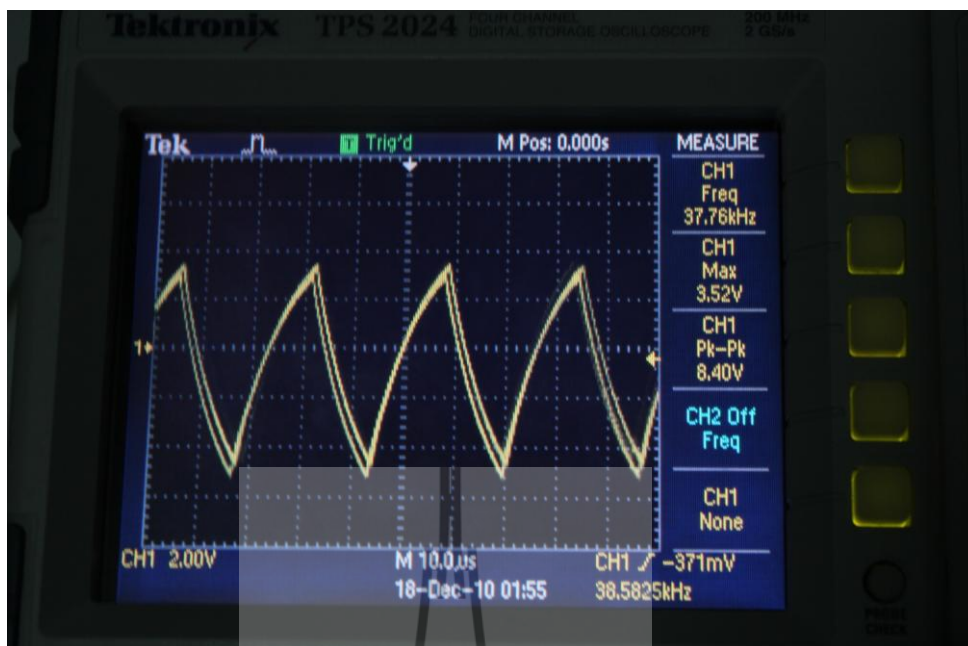 Tektronix TPS 2024 FOUR CHANNEL
DIGITAL STORAGE OSCILLOSCOPE
200 MHz
2 GS/s
Tek T Trig'd M Pos: 0.000s MEASURE
CH1
Freq
37.76kHz
CH1
Max
3.52V
1
CH1
Pk-Pk
8.40V
CH2 Off
Freq
CH1
None
CH1 2.00V M 10.0us CH1 -371mV
18-Dec-10 01:55 38.5825kHz
PROBE
CHECK